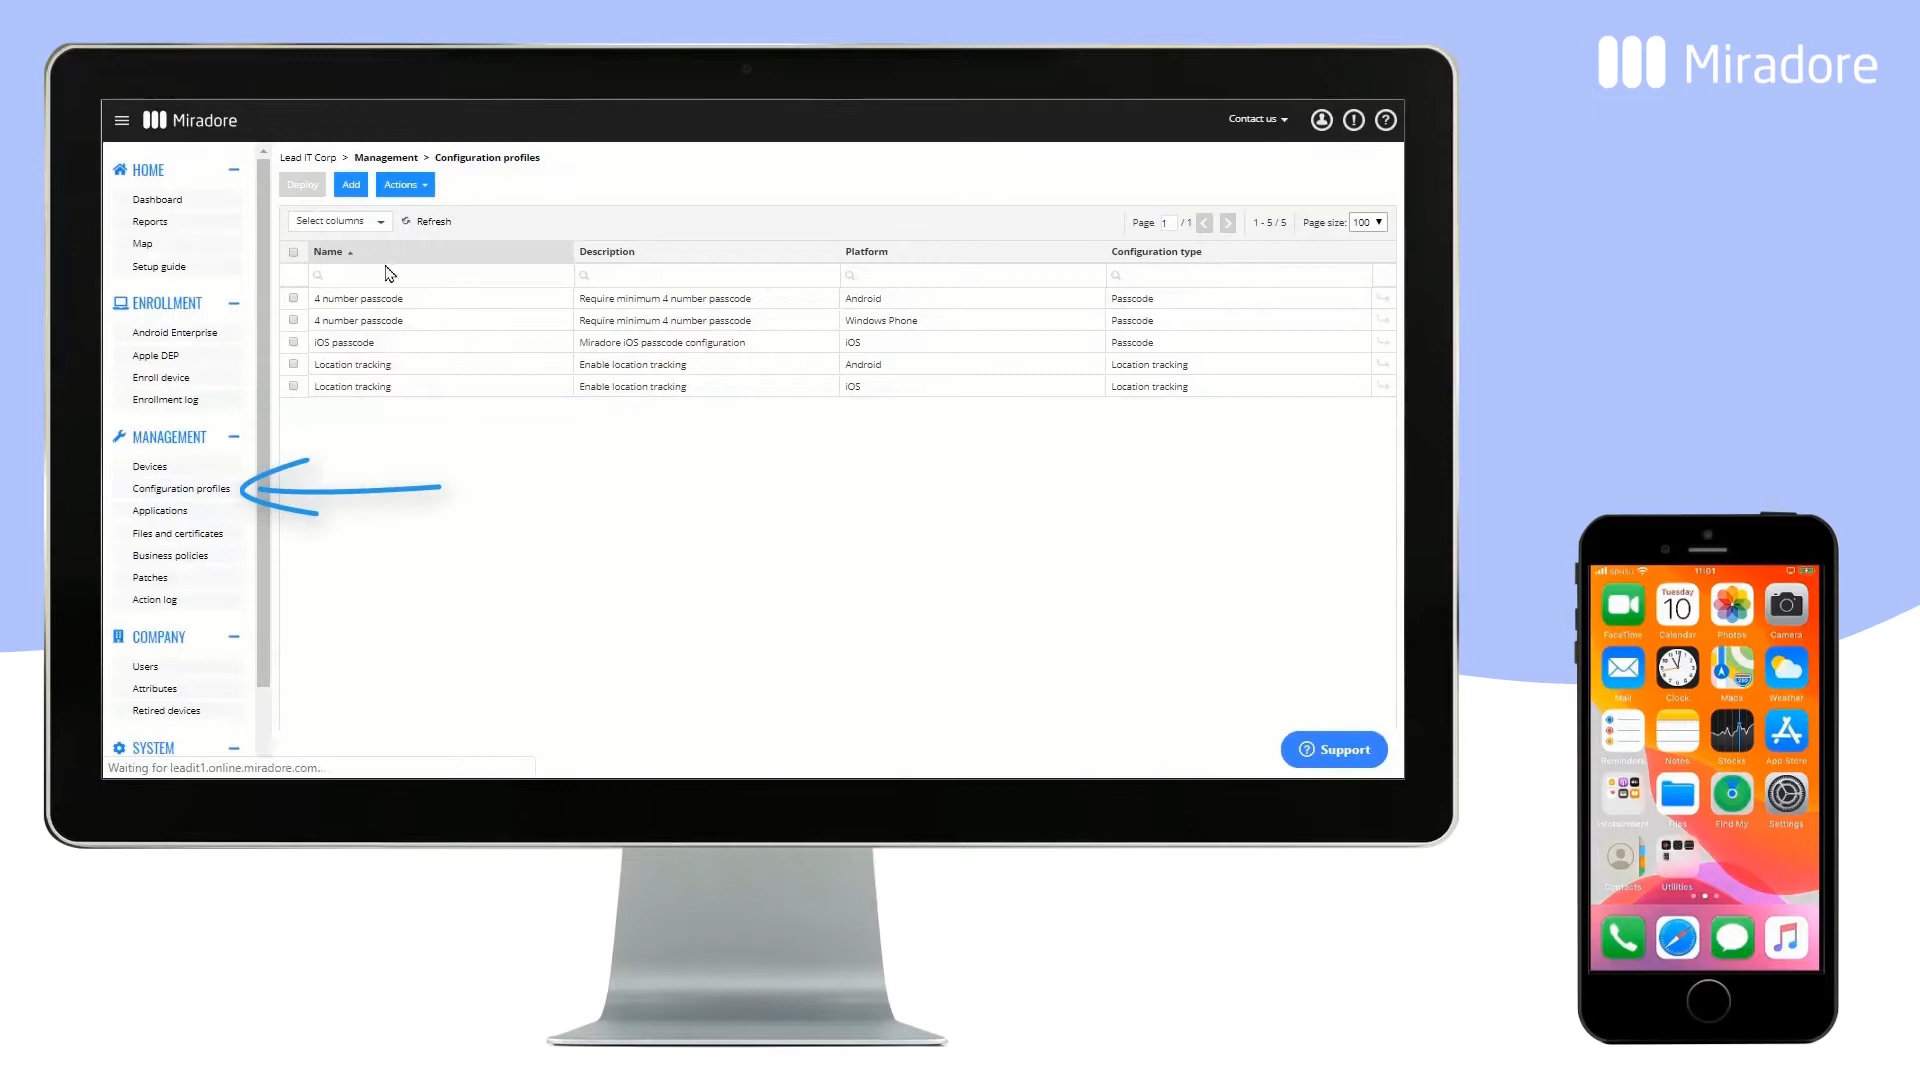 Miradore
Miradore
Contact us
HOME
Dashboard
Reports
Map
Setup guide
ENROLLMENT
Android Enterprise
Apple DEP
Enroll device
Enrollment log
MANAGEMENT
Devices
Configuration profiles
Applications
Files and certificates
Business policies
Patches
Action log
COMPANY
Users
Attributes
Retired devices
SYSTEM
Waiting for leadit1.online.miradore.com...
Lead IT Corp > Management > Configuration profiles
Deploy Add Actions
Select columns Refresh Page 1 / 1 1 - 5 / 5 Page size: 100
Name Description Platform Configuration type
4 number passcode Require minimum 4 number passcode Android Passcode
4 number passcode Require minimum 4 number passcode Windows Phone Passcode
iOS passcode Miradore iOS passcode configuration iOS Passcode
Location tracking Enable location tracking Android Location tracking
Location tracking Enable location tracking iOS Location tracking
Support
spusu 11:01
Tuesday
10
FaceTime Calendar Photos Camera
Mail Clock Maps Weather
Reminders Notes Stocks App Store
Infotainment Files Find My Settings
Contacts Utilities